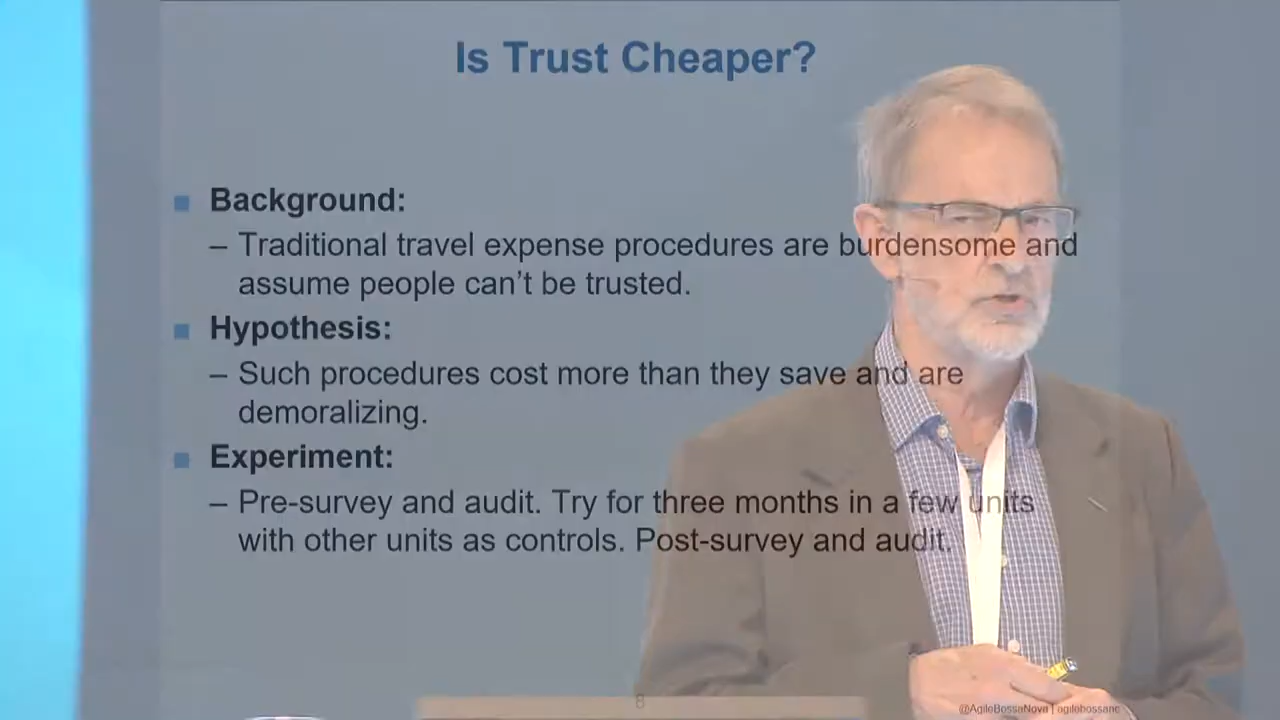 Is Trust Cheaper?
Background:
– Traditional travel expense procedures are burdensome and
assume people can’t be trusted.
Hypothesis:
– Such procedures cost more than they save and are
demoralizing.
Experiment:
– Pre-survey and audit. Try for three months in a few units
with other units as controls. Post-survey and audit.
8
@AgileBossaNova | agilebossanc